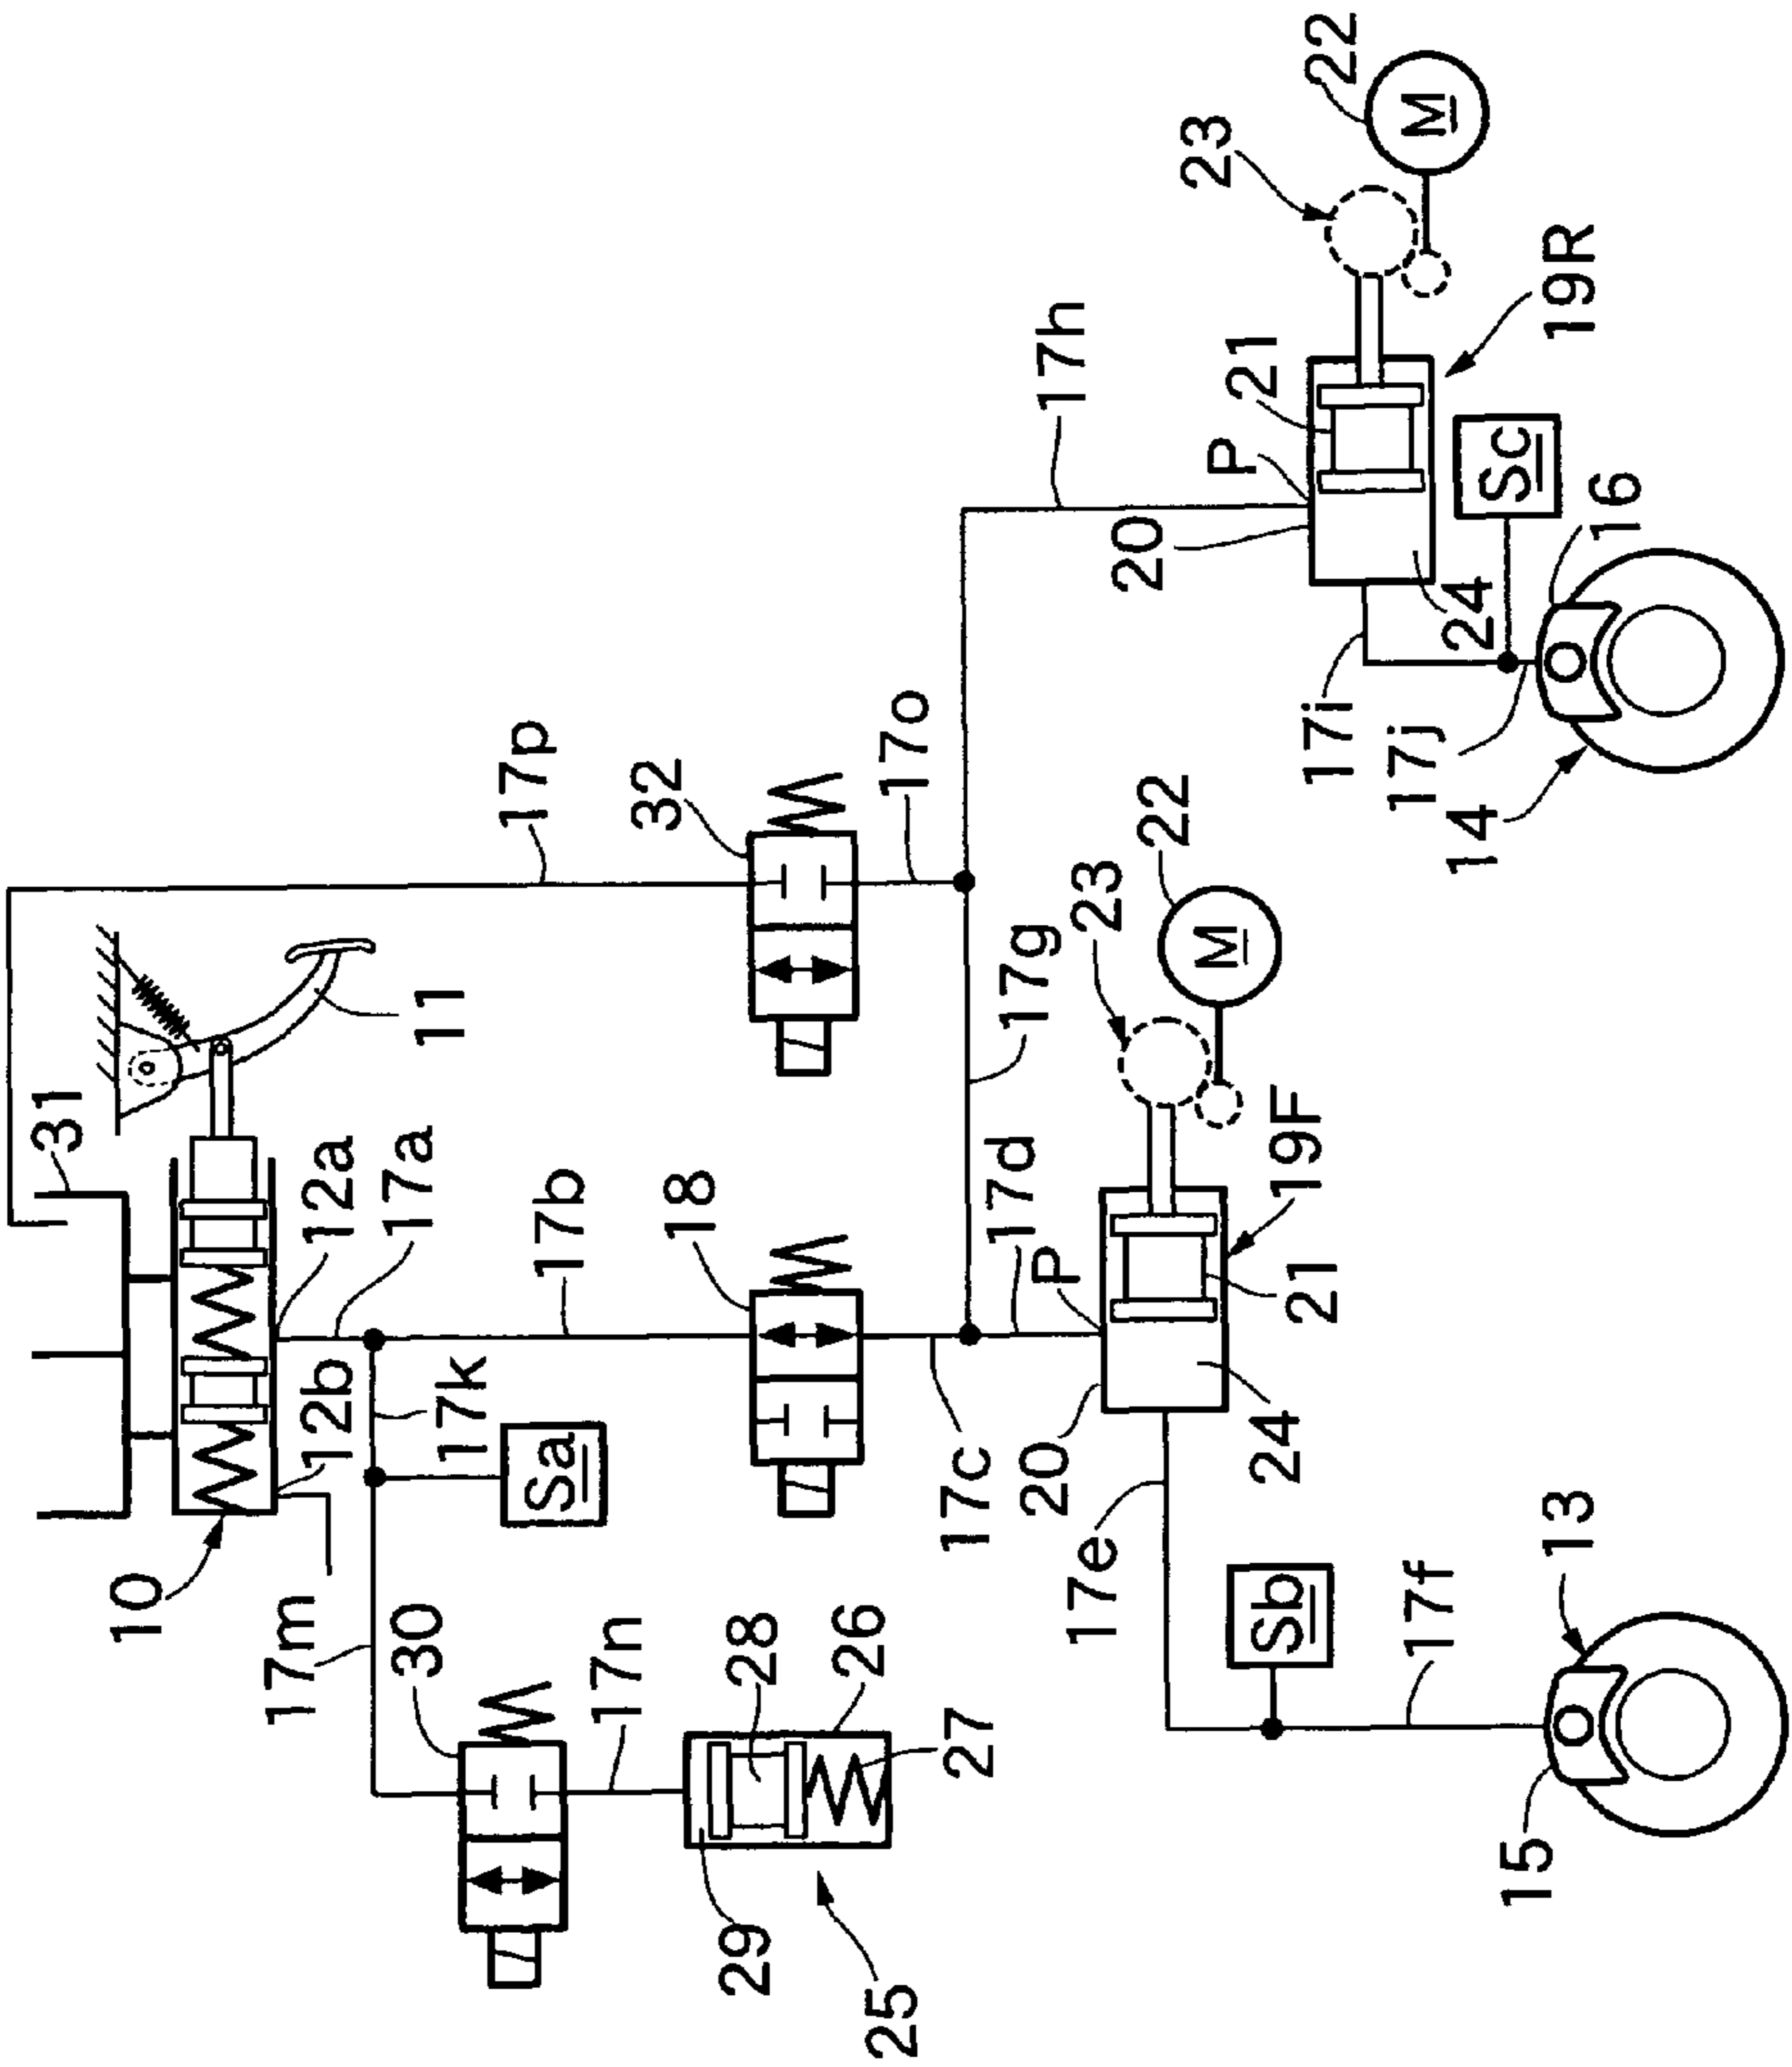 31
11
10
12b
12a
17a
17m
17k
17b
17p
Sa
30
17n
28
26
27
29
25
18
32
17o
17c
17d
17g
17h
P
20
24
21
19F
23
22
M
17e
Sb
17f
13
15
P
20
21
24
19R
23
22
M
Sc
17i
17j
16
14